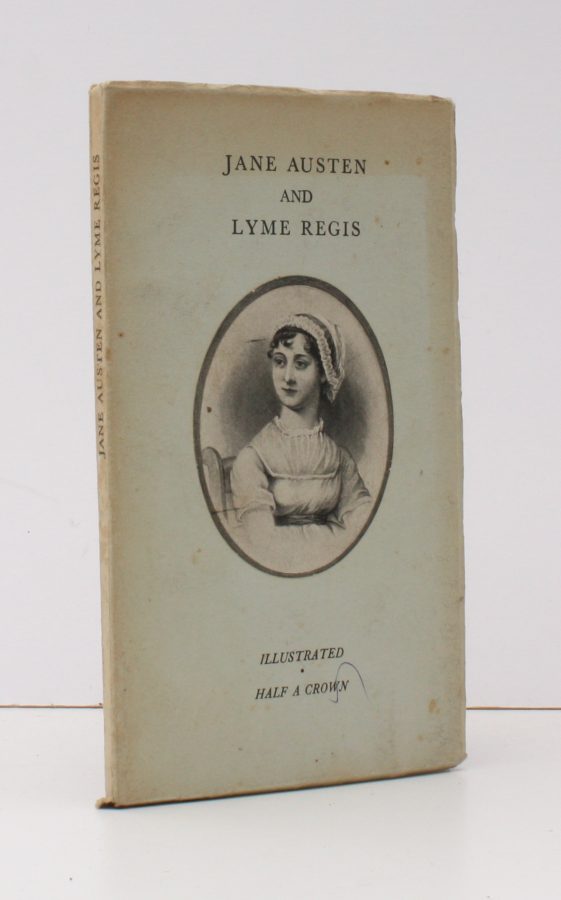 JANE AUSTEN
AND
LYME REGIS
ILLUSTRATED
HALF A CROWN
JANE AUSTEN AND LYME REGIS